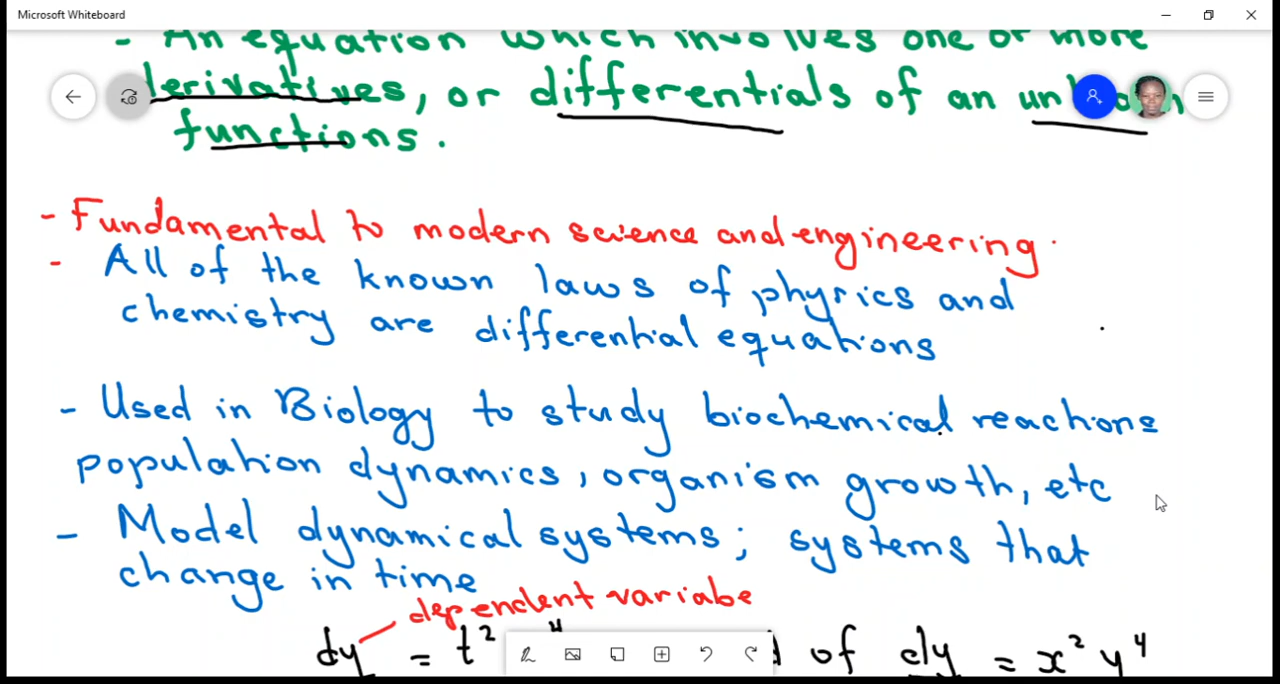 Microsoft Whiteboard
- An equation which involves one or more
derivatives, or differentials of an
functions.
- Fundamental to modern science and engineering.
- All of the known laws of physics and
chemistry are differential equations
- Used in Biology to study biochemical reactions
population dynamics, organism growth, etc
- Model dynamical systems; systems that
change in time
dependent variabe
dy = t² 4 of dy = x² y⁴